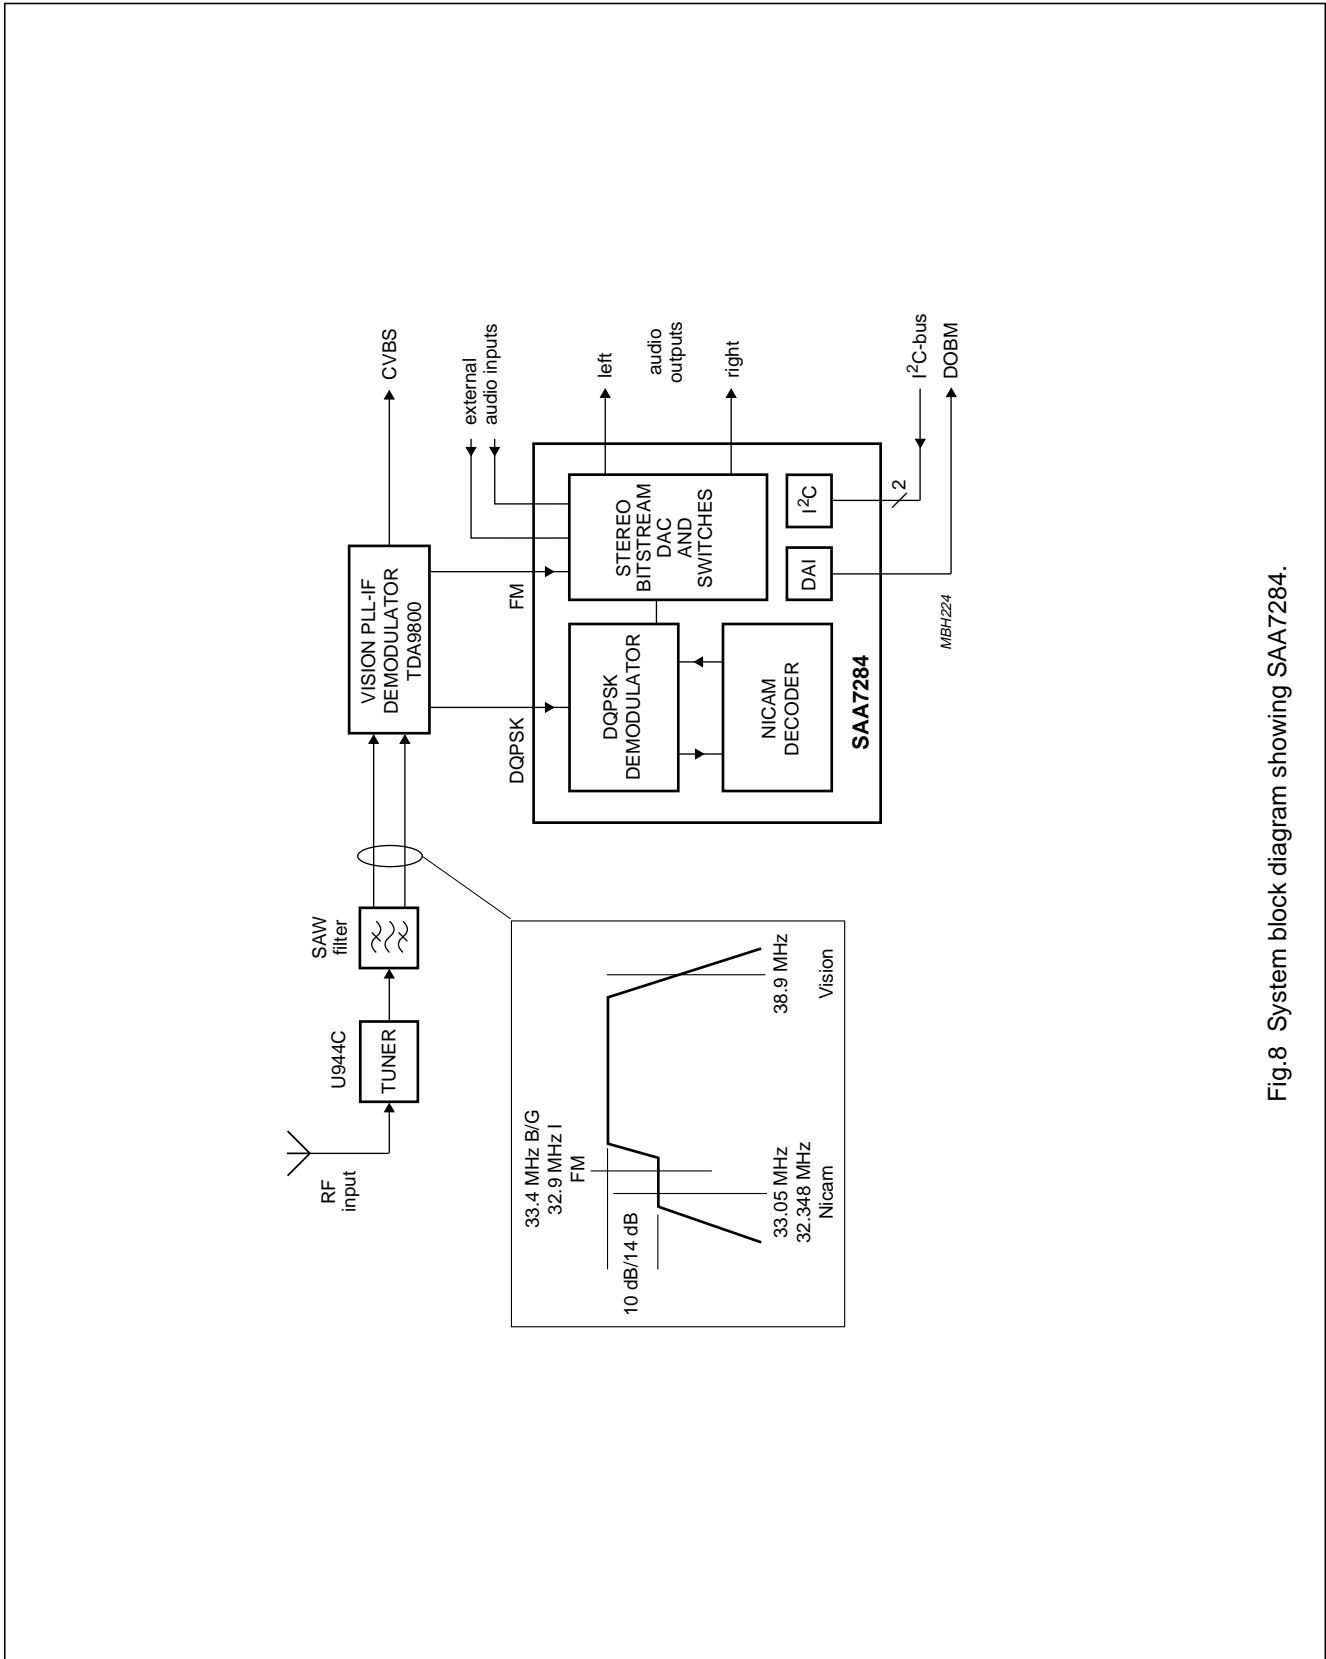 RF
input
U944C
TUNER
SAW
filter
VISION PLL-IF
DEMODULATOR
TDA9800
CVBS
external
audio inputs
DQPSK
FM
DQPSK
DEMODULATOR
STEREO
BITSTREAM
DAC
AND
SWITCHES
left
audio
outputs
right
NICAM
DECODER
DAI
I²C
2
I²C-bus
DOBM
SAA7284
MBH224
33.4 MHz B/G
32.9 MHz I
FM
10 dB/14 dB
33.05 MHz
32.348 MHz
Nicam
38.9 MHz
Vision
Fig.8 System block diagram showing SAA7284.